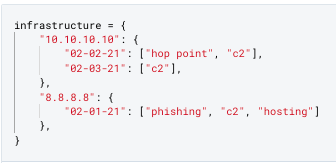 infrastructure = {
    "10.10.10.10": {
        "02-02-21": ["hop point", "c2"],
        "02-03-21": ["c2"],
    },
    "8.8.8.8": {
        "02-01-21": ["phishing", "c2", "hosting"]
    },
}